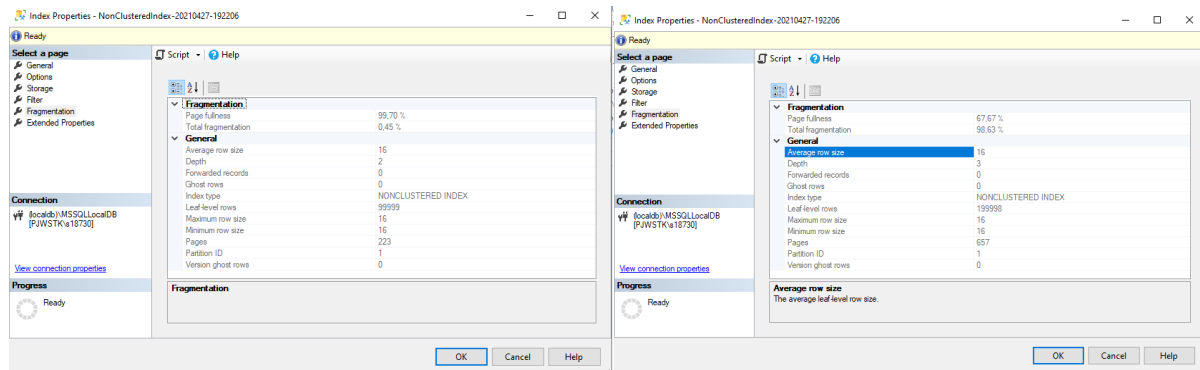 Index Properties - NonClusteredIndex-20210427-192206
Ready
Select a page
General
Options
Storage
Filter
Fragmentation
Extended Properties
Connection
(localdb)\MSSQLLocalDB
[PJWSTK\s18730]
View connection properties
Progress
Ready
Script Help
Fragmentation
Page fullness 99,70 %
Total fragmentation 0,45 %
General
Average row size 16
Depth 2
Forwarded records 0
Ghost rows 0
Index type NONCLUSTERED INDEX
Leaf-level rows 99999
Maximum row size 16
Minimum row size 16
Pages 223
Partition ID 1
Version ghost rows 0
Fragmentation
OK Cancel Help
Index Properties - NonClusteredIndex-20210427-192206
Ready
Select a page
General
Options
Storage
Filter
Fragmentation
Extended Properties
Connection
(localdb)\MSSQLLocalDB
[PJWSTK\s18730]
View connection properties
Progress
Ready
Script Help
Fragmentation
Page fullness 67,67 %
Total fragmentation 98,63 %
General
Average row size 16
Depth 3
Forwarded records 0
Ghost rows 0
Index type NONCLUSTERED INDEX
Leaf-level rows 199998
Maximum row size 16
Minimum row size 16
Pages 657
Partition ID 1
Version ghost rows 0
Average row size
The average leaf-level row size.
OK Cancel Help